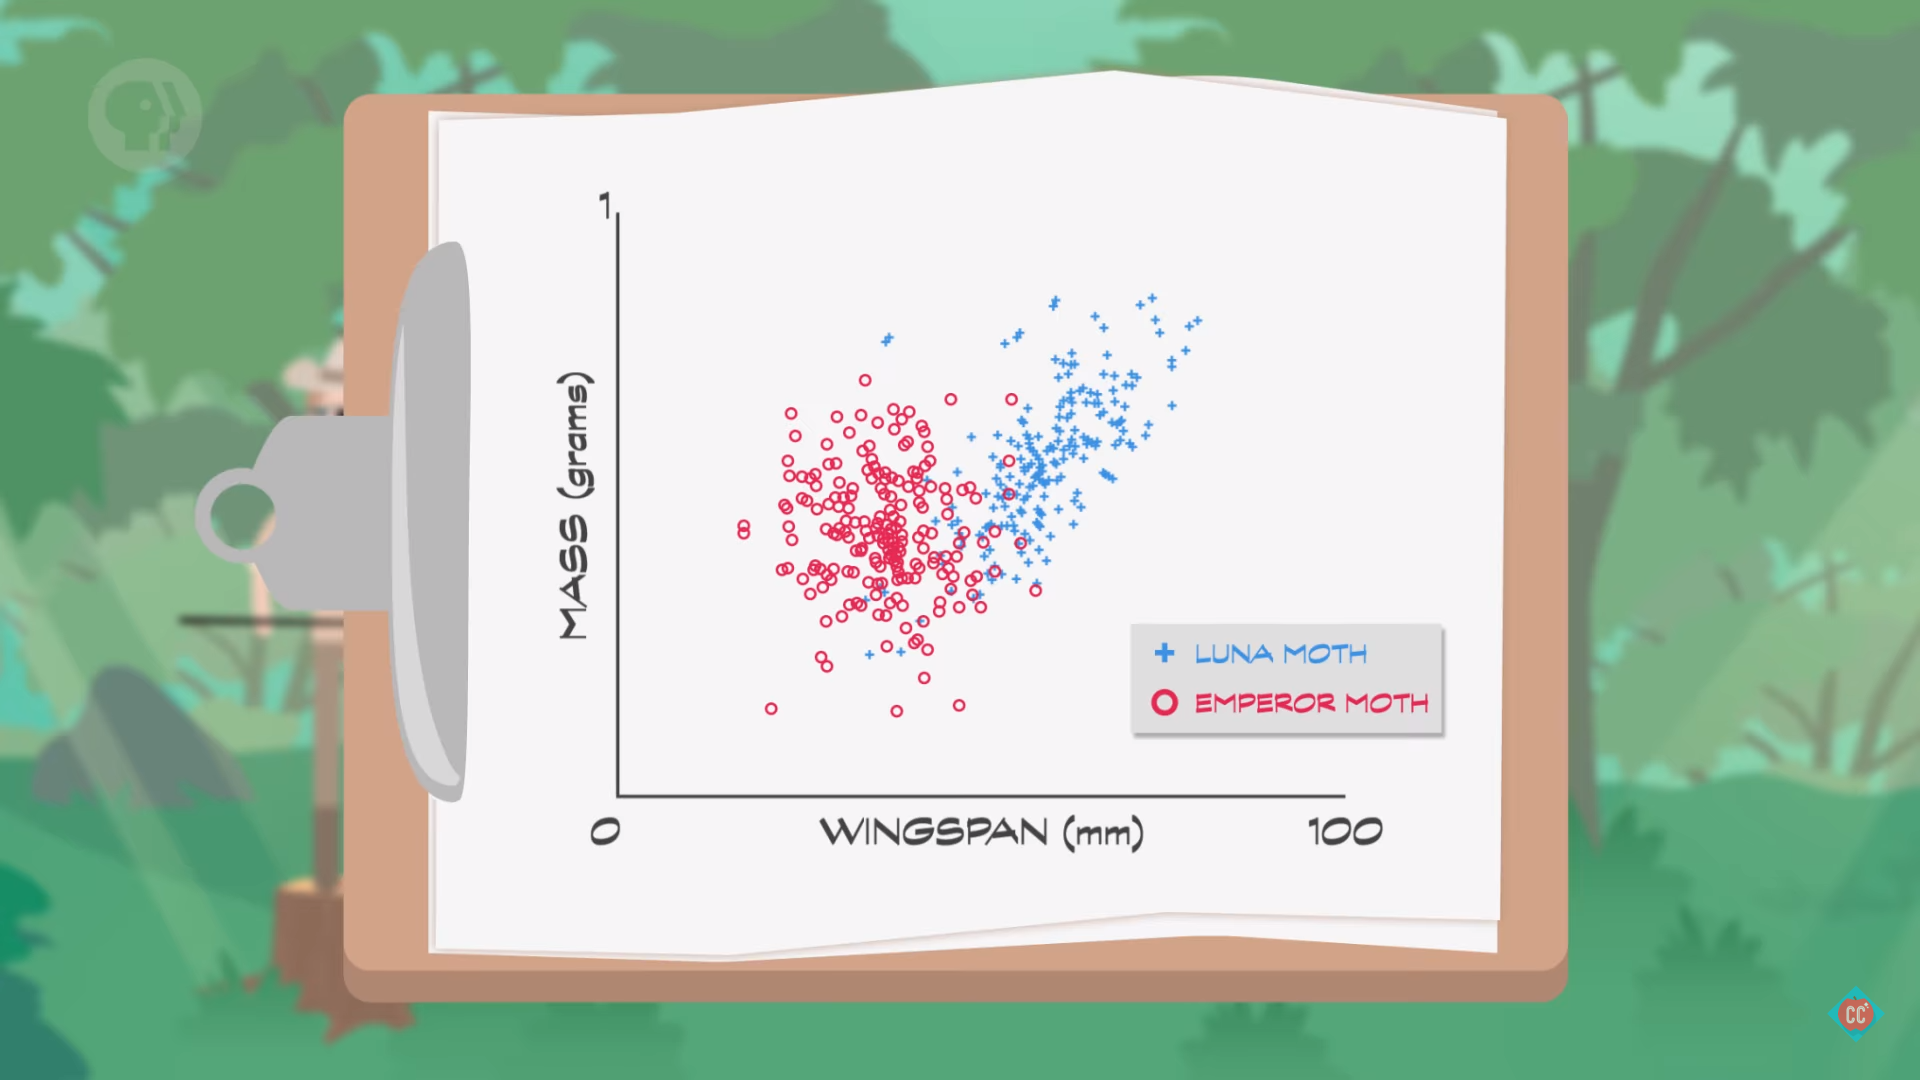 1
MASS (grams)
LUNA MOTH
EMPEROR MOTH
0
WINGSPAN (mm)
100
CC